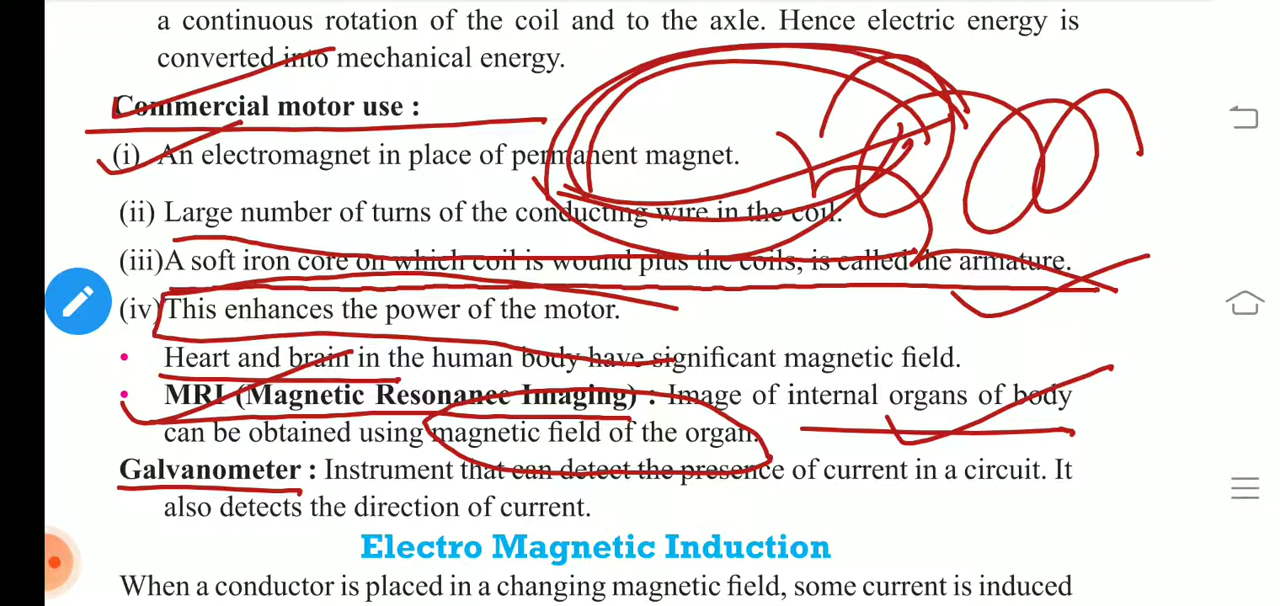 a continuous rotation of the coil and to the axle. Hence electric energy is
converted into mechanical energy.
Commercial motor use :
(i) An electromagnet in place of permanent magnet.
(ii) Large number of turns of the conducting wire in the coil.
(iii) A soft iron core on which coil is wound plus the coils, is called the armature.
(iv) This enhances the power of the motor.
• Heart and brain in the human body have significant magnetic field.
• MRI (Magnetic Resonance Imaging) : Image of internal organs of body
can be obtained using magnetic field of the organ.
Galvanometer : Instrument that can detect the presence of current in a circuit. It
also detects the direction of current.
Electro Magnetic Induction
When a conductor is placed in a changing magnetic field, some current is induced